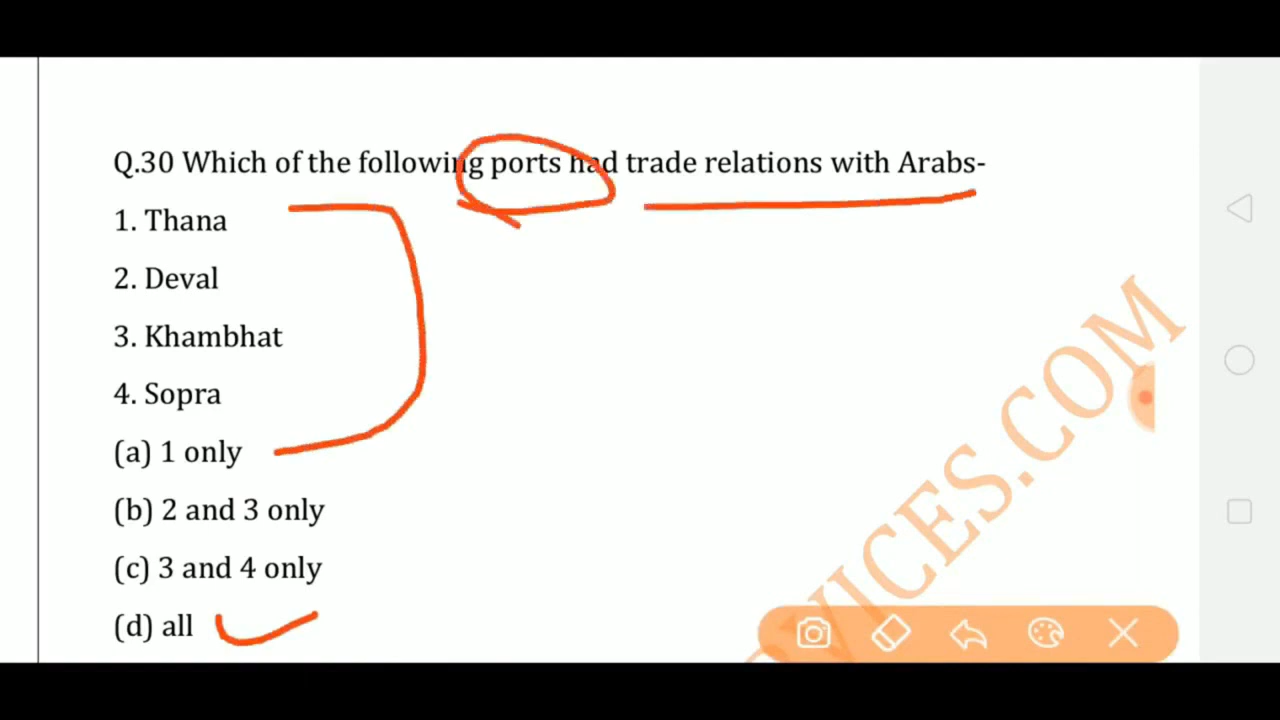 Q.30 Which of the following ports had trade relations with Arabs-
1. Thana
2. Deval
3. Khambhat
4. Sopra
(a) 1 only
(b) 2 and 3 only
(c) 3 and 4 only
(d) all
VICES.COM